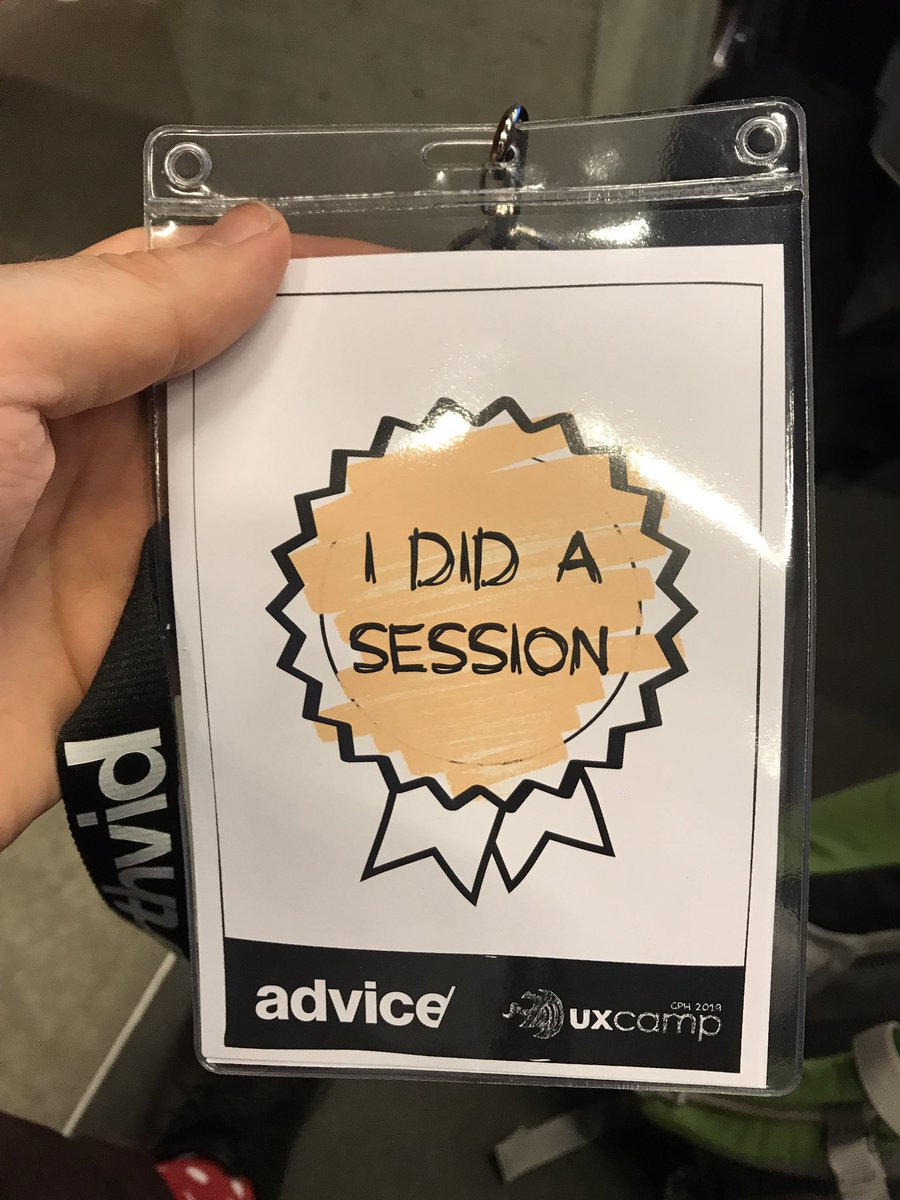 I DID A
SESSION
advice
CPH 2019
uxcamp